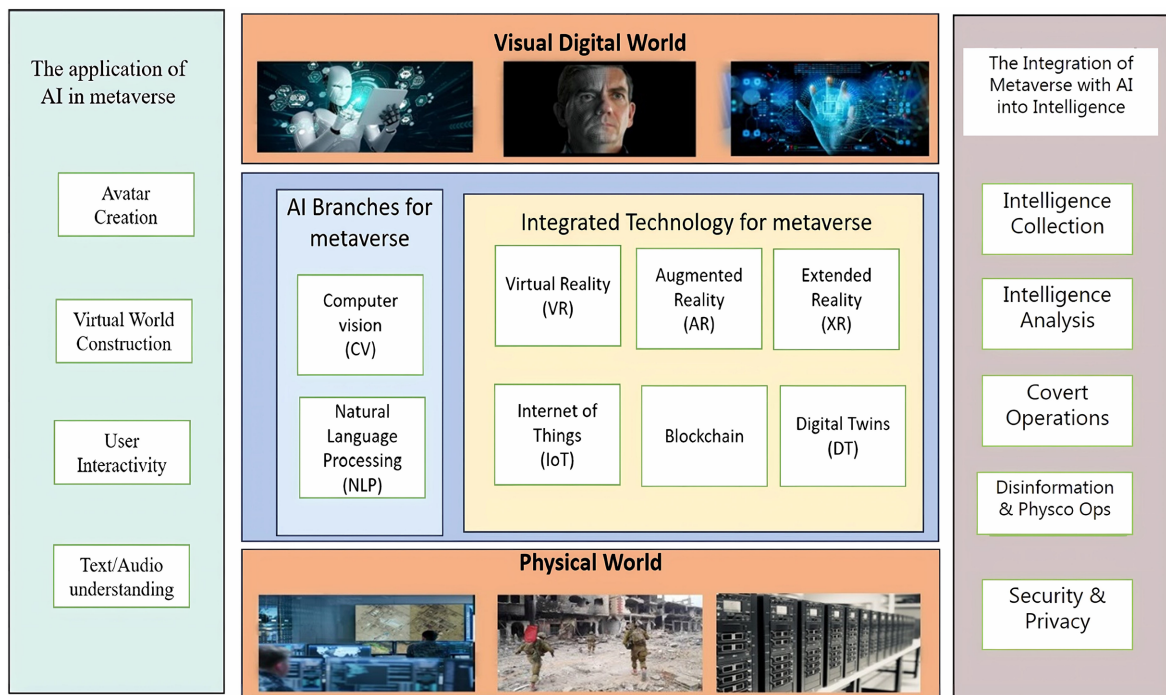 The application of
AI in metaverse
Avatar
Creation
Virtual World
Construction
User
Interactivity
Text/Audio
understanding
Visual Digital World
AI Branches for
metaverse
Computer
vision
(CV)
Natural
Language
Processing
(NLP)
Integrated Technology for metaverse
Virtual Reality
(VR)
Augmented
Reality
(AR)
Extended
Reality
(XR)
Internet of
Things
(IoT)
Blockchain
Digital Twins
(DT)
Physical World
The Integration of
Metaverse with AI
into Intelligence
Intelligence
Collection
Intelligence
Analysis
Covert
Operations
Disinformation
& Physco Ops
Security &
Privacy